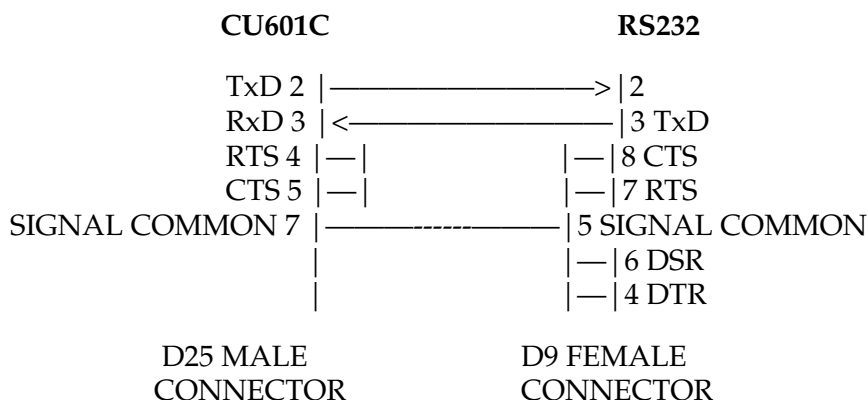 CU601C RS232
TxD 2 |—————————>| 2
RxD 3 |<—————————| 3 TxD
RTS 4 |—| |—| 8 CTS
CTS 5 |—| |—| 7 RTS
SIGNAL COMMON 7 |———------———| 5 SIGNAL COMMON
| |—| 6 DSR
| |—| 4 DTR
D25 MALE D9 FEMALE
CONNECTOR CONNECTOR